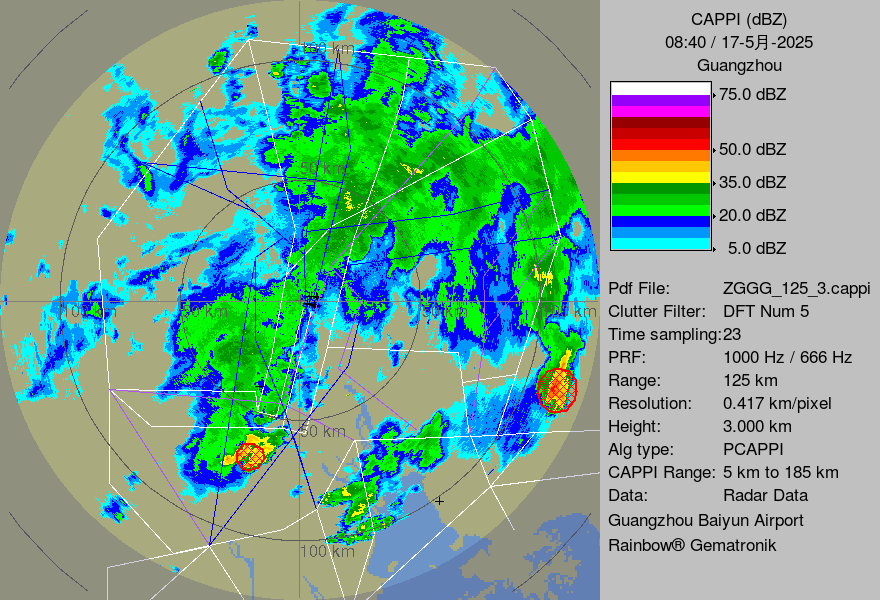 CAPPI (dBZ)
08:40 / 17-5月-2025
Guangzhou
75.0 dBZ
50.0 dBZ
35.0 dBZ
20.0 dBZ
5.0 dBZ
Pdf File: ZGGG_125_3.cappi
Clutter Filter: DFT Num 5
Time sampling:23
PRF: 1000 Hz / 666 Hz
Range: 125 km
Resolution: 0.417 km/pixel
Height: 3.000 km
Alg type: PCAPPI
CAPPI Range: 5 km to 185 km
Data: Radar Data
Guangzhou Baiyun Airport
Rainbow® Gematronik
100 km
50 km
100 km
50 km
50 km
100 km
50 km
100 km